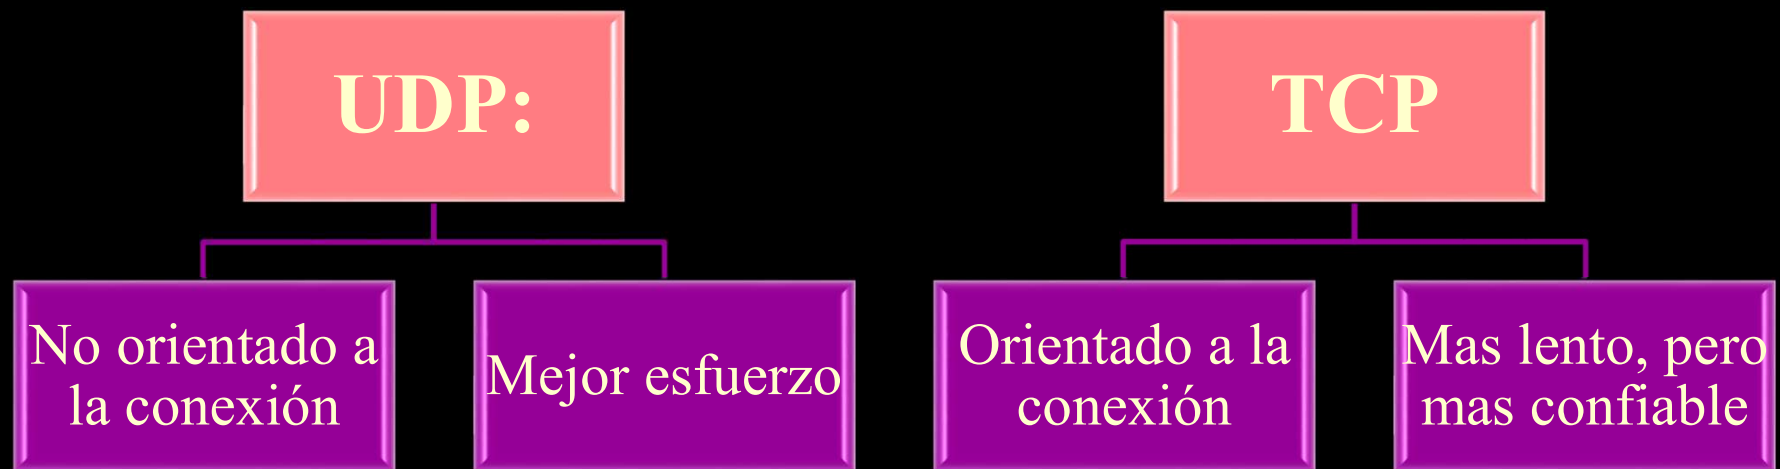 UDP:
No orientado a
la conexión
Mejor esfuerzo
TCP
Orientado a la
conexión
Mas lento, pero
mas confiable